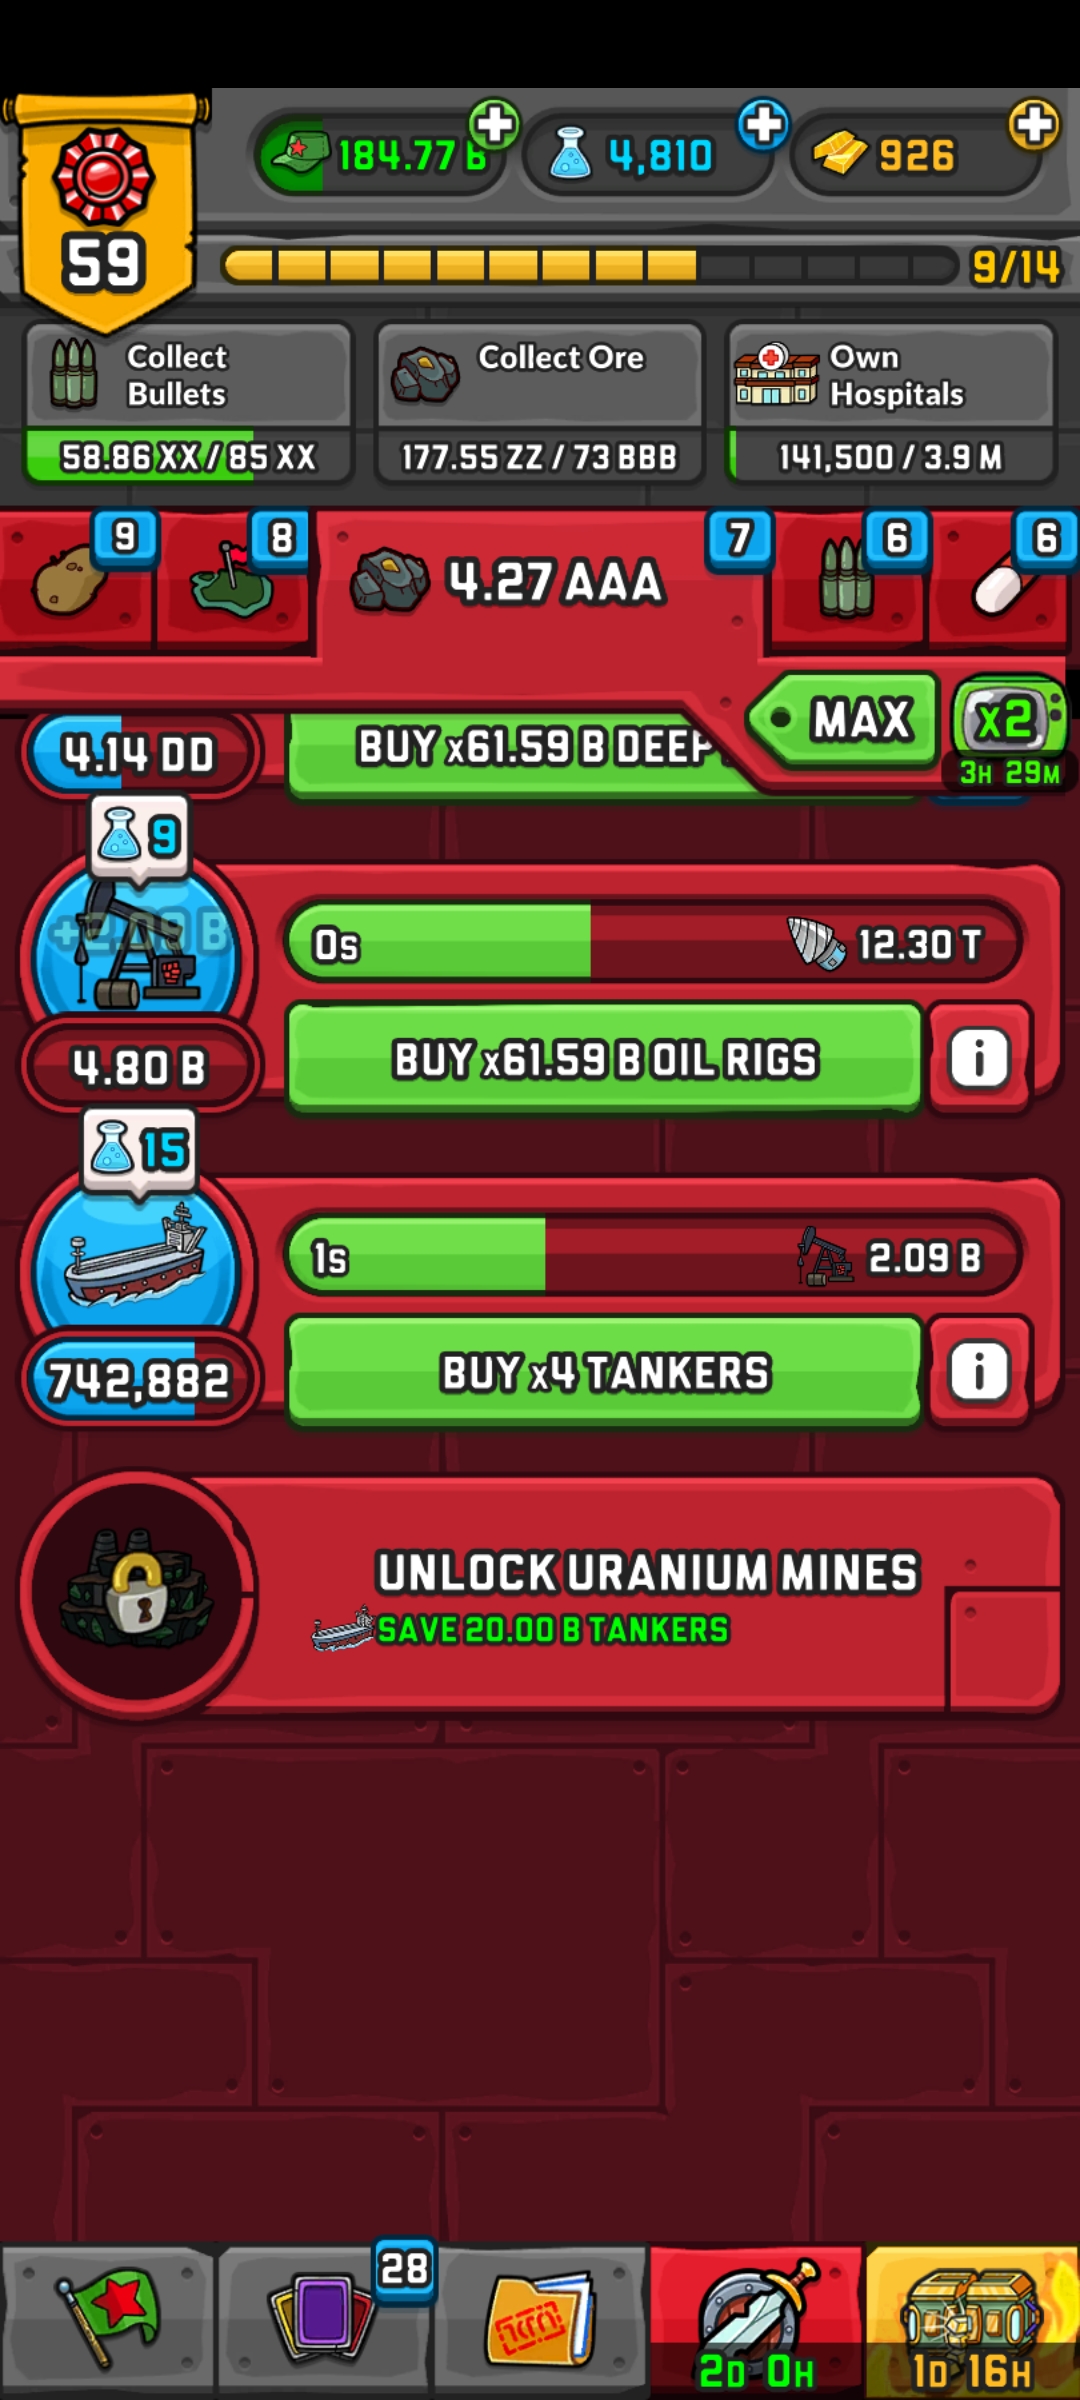 184.77 B
4,810
926
59
9/14
Collect
Bullets
58.86 XX / 85 XX
Collect Ore
177.55 ZZ / 73 BBB
Own
Hospitals
141,500 / 3.9 M
9
8
4.27 AAA
7
6
6
MAX
x2
3H 29M
4.14 DD
BUY x61.59 B DEEP
9
+2.09 B
0s
12.30 T
4.80 B
BUY x61.59 B OIL RIGS
i
15
1s
2.09 B
742,882
BUY x4 TANKERS
i
UNLOCK URANIUM MINES
SAVE 20.00 B TANKERS
28
2D 0H
1D 16H